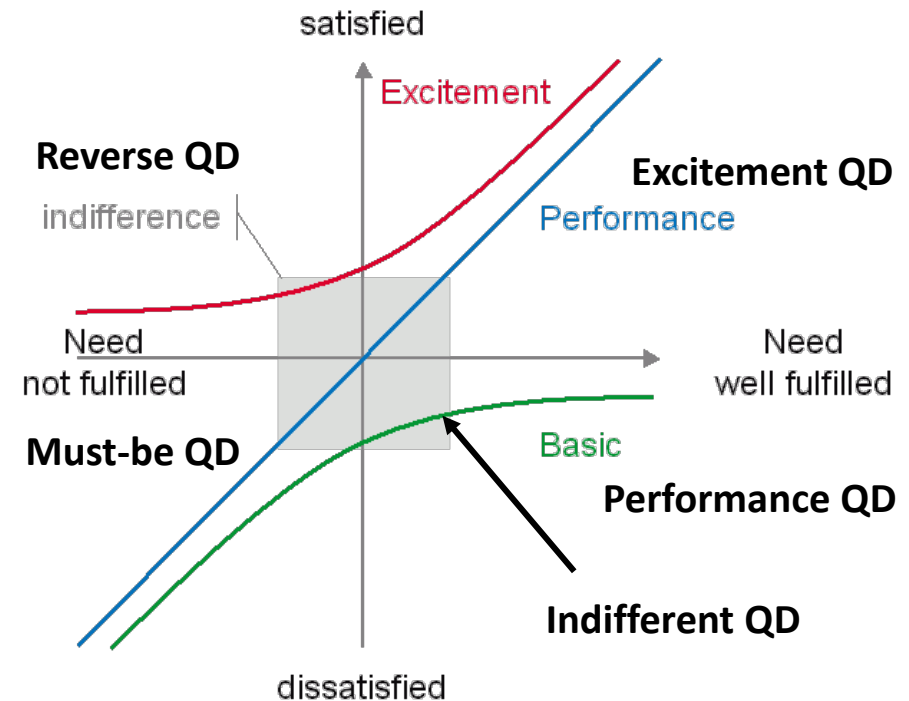 satisfied
Excitement
Reverse QD
Excitement QD
indifference
Performance
Need
not fulfilled
Need
well fulfilled
Must-be QD
Basic
Performance QD
Indifferent QD
dissatisfied